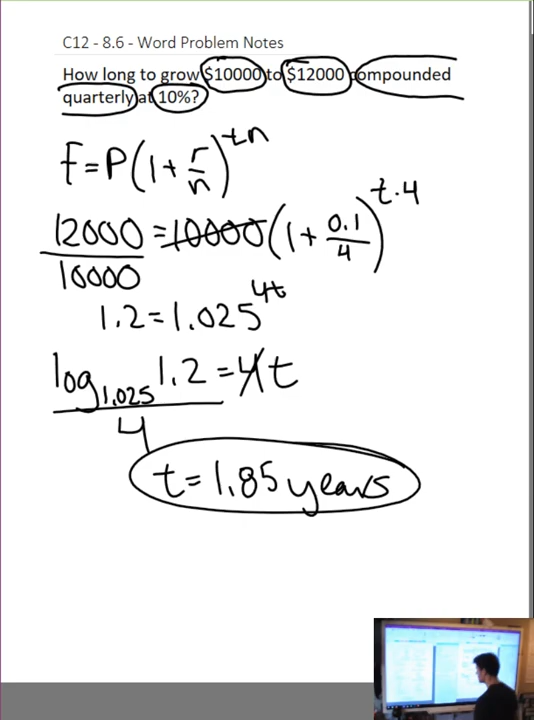 C12 - 8.6 - Word Problem Notes
How long to grow $10000 to $12000 compounded
quarterly at 10%?
F=P(1+r/n)^tn
12000/10000=10000(1+0.1/4)^t·4
1.2=1.025^4t
log_1.025 1.2/4=4t
t=1.85 years